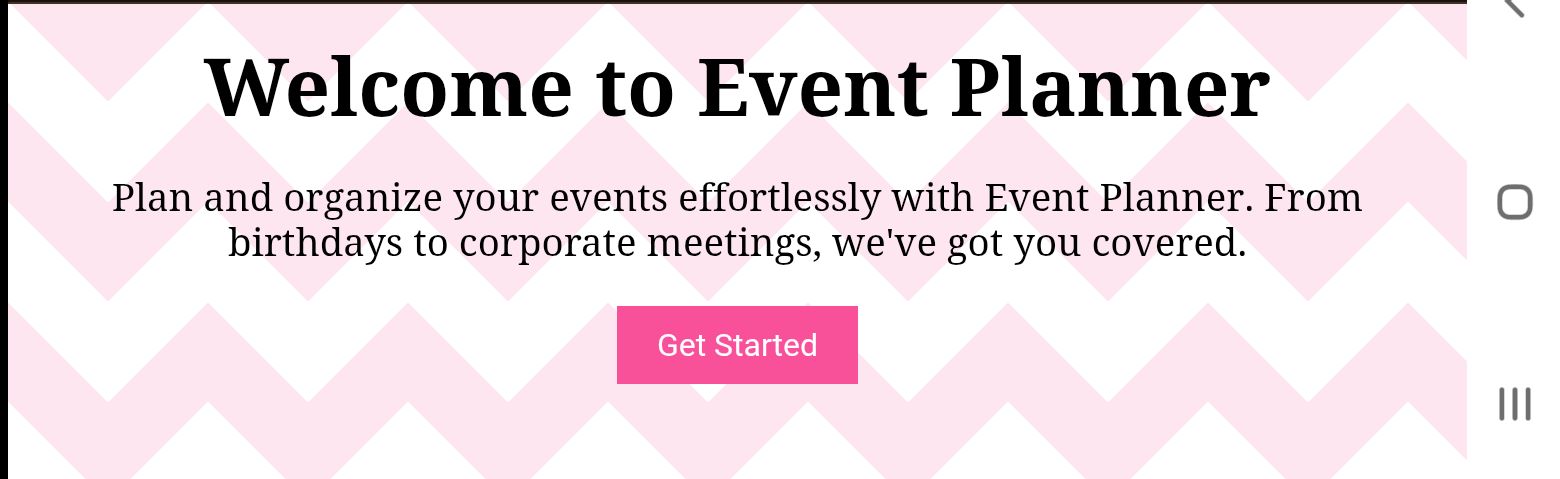 Welcome to Event Planner
Plan and organize your events effortlessly with Event Planner. From
birthdays to corporate meetings, we've got you covered.
Get Started